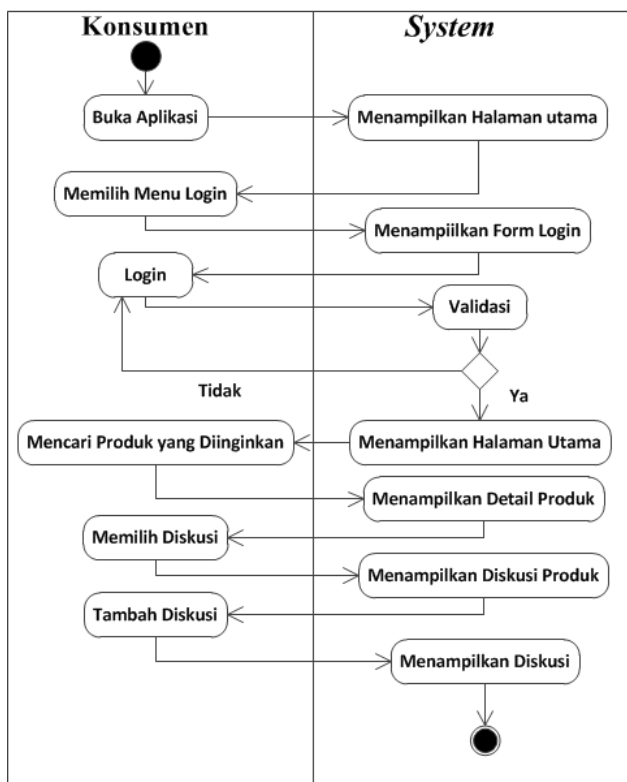 Konsumen
System
Buka Aplikasi
Menampilkan Halaman utama
Memilih Menu Login
Menampiilkan Form Login
Login
Validasi
Tidak
Ya
Mencari Produk yang Diinginkan
Menampilkan Halaman Utama
Menampilkan Detail Produk
Memilih Diskusi
Menampilkan Diskusi Produk
Tambah Diskusi
Menampilkan Diskusi